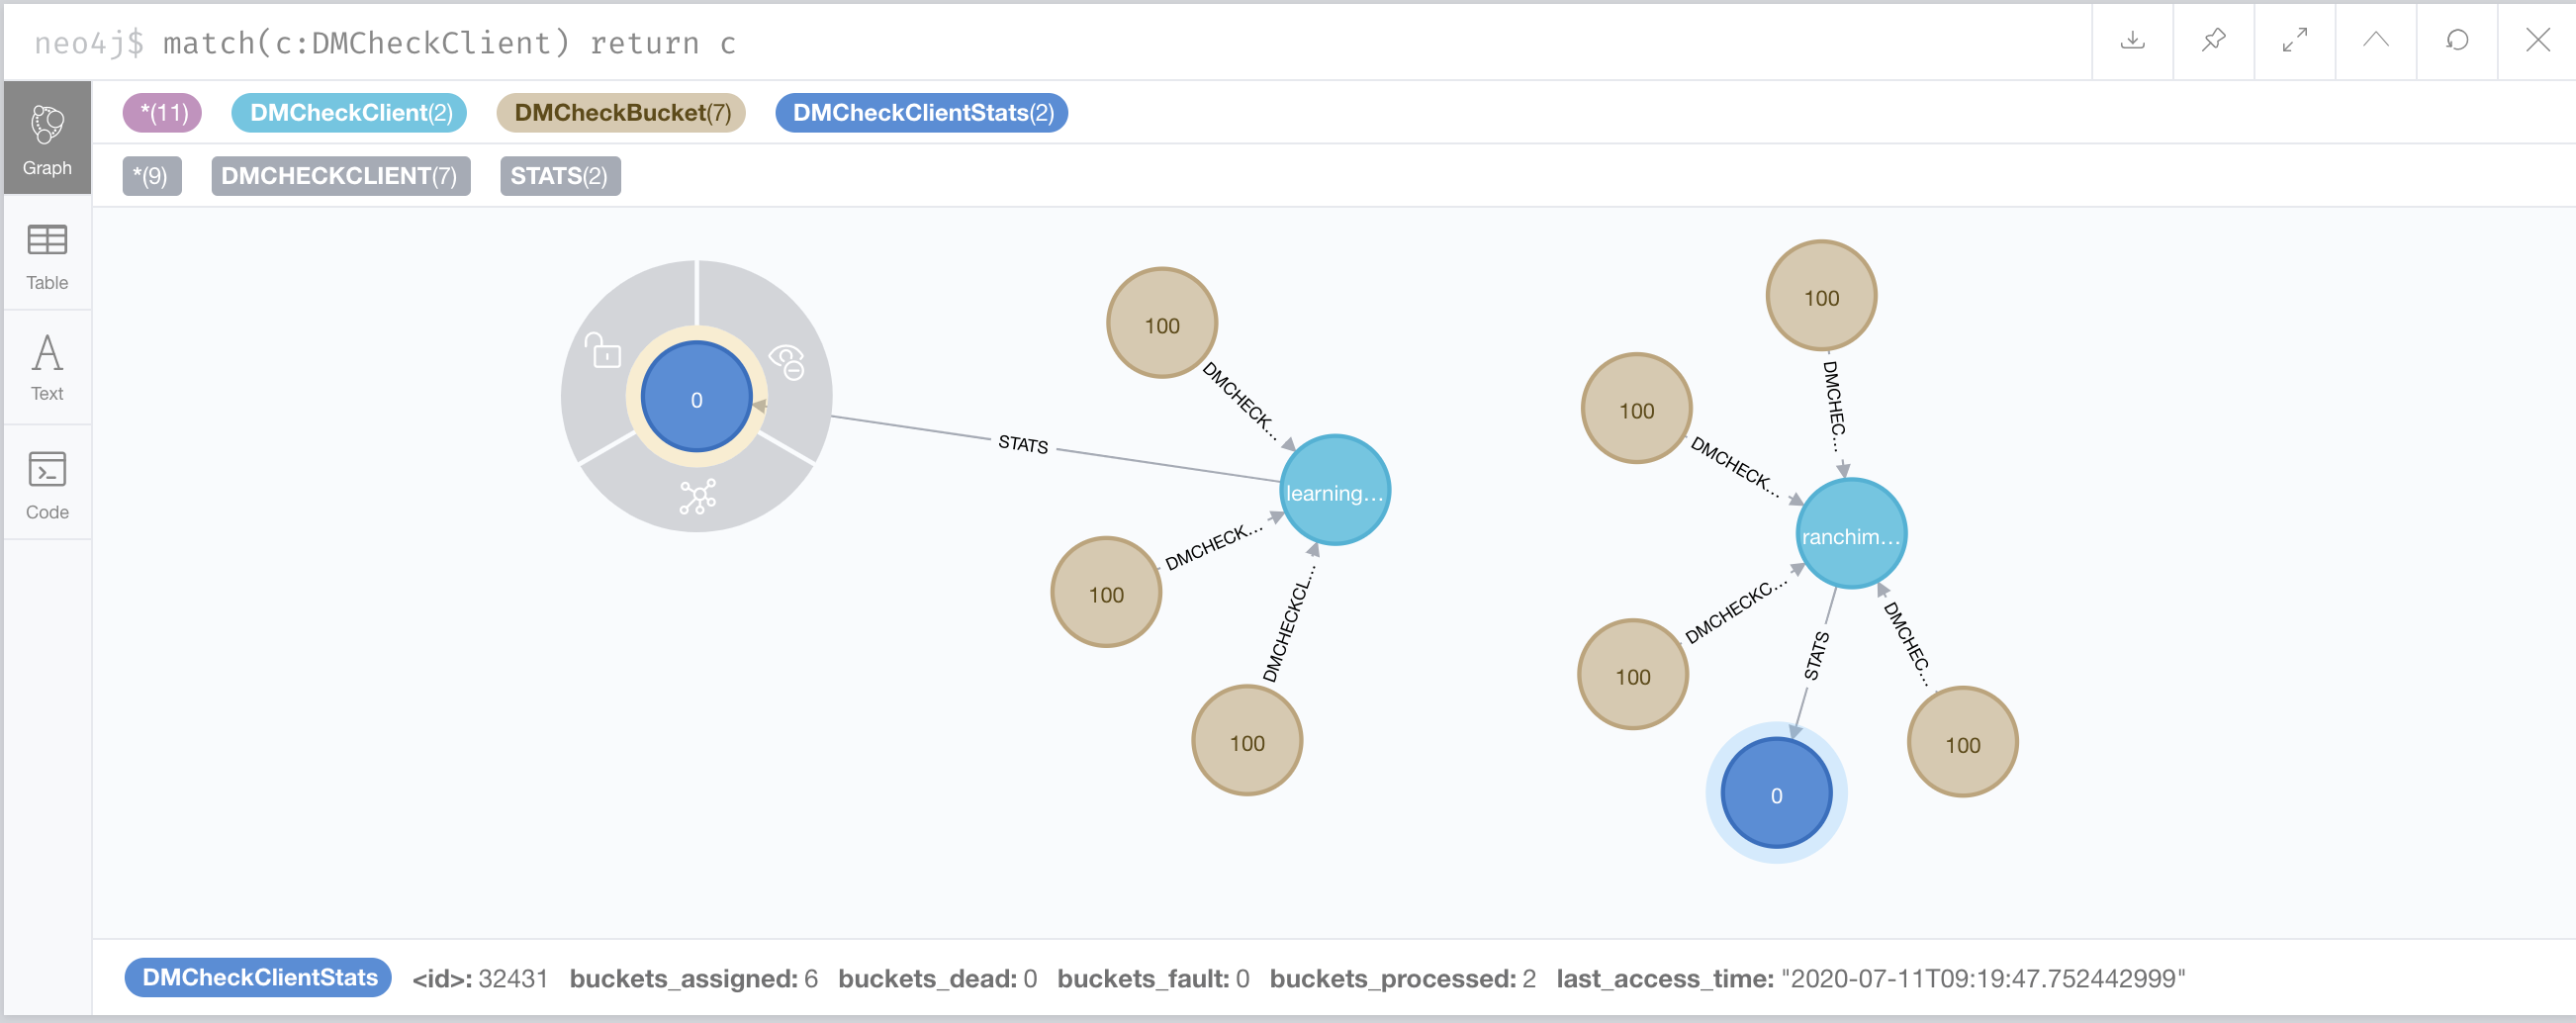 neo4j$ match(c:DMCheckClient) return c
*(11) DMCheckClient(2) DMCheckBucket(7) DMCheckClientStats(2)
*(9) DMCHECKCLIENT(7) STATS(2)
Graph
Table
Text
Code
0
STATS
100
DMCHECK...
learning...
100
DMCHECK...
100
DMCHECKCL...
100
DMCHEC...
100
DMCHECK...
ranchim...
100
DMCHECKC...
STATS
0
DMCHEC...
100
DMCheckClientStats <id>: 32431 buckets_assigned: 6 buckets_dead: 0 buckets_fault: 0 buckets_processed: 2 last_access_time: "2020-07-11T09:19:47.752442999"